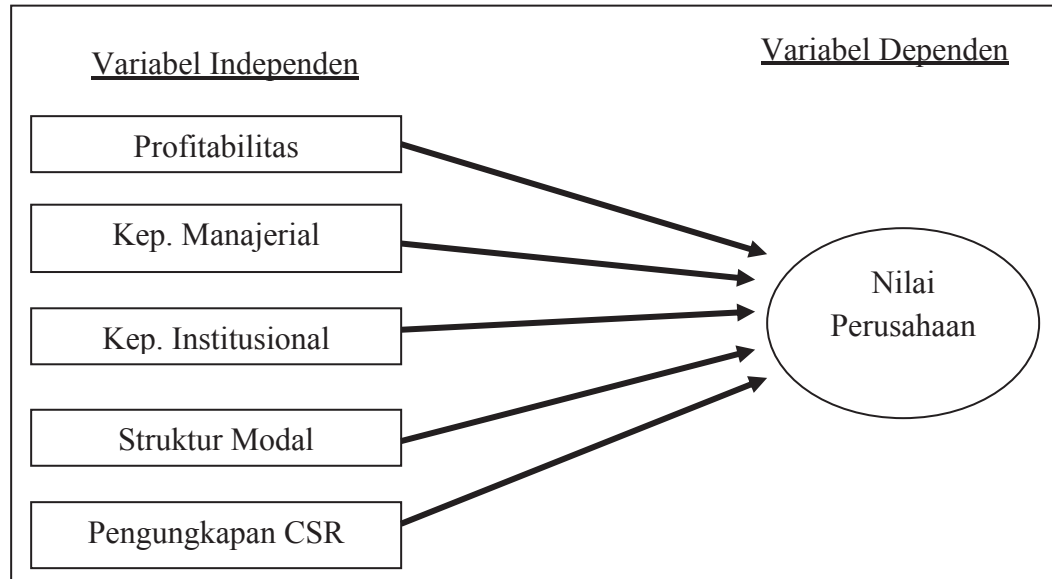 Variabel Independen
Variabel Dependen
Profitabilitas
Kep. Manajerial
Kep. Institusional
Struktur Modal
Pengungkapan CSR
Nilai
Perusahaan